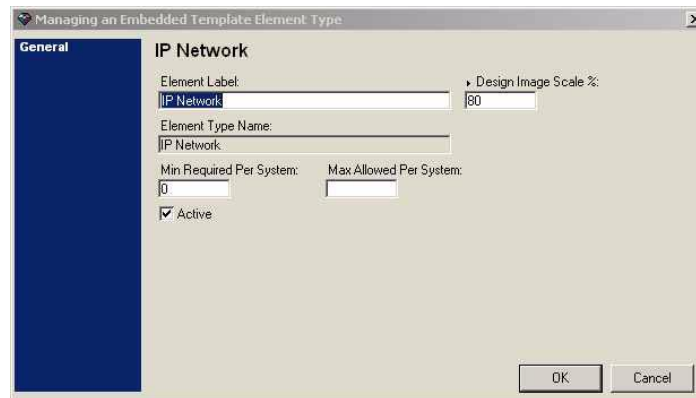 Managing an Embedded Template Element Type
General
IP Network
Element Label:
Design Image Scale %:
IP Network
80
Element Type Name:
IP Network
Min Required Per System:
Max Allowed Per System:
0
Active
OK
Cancel